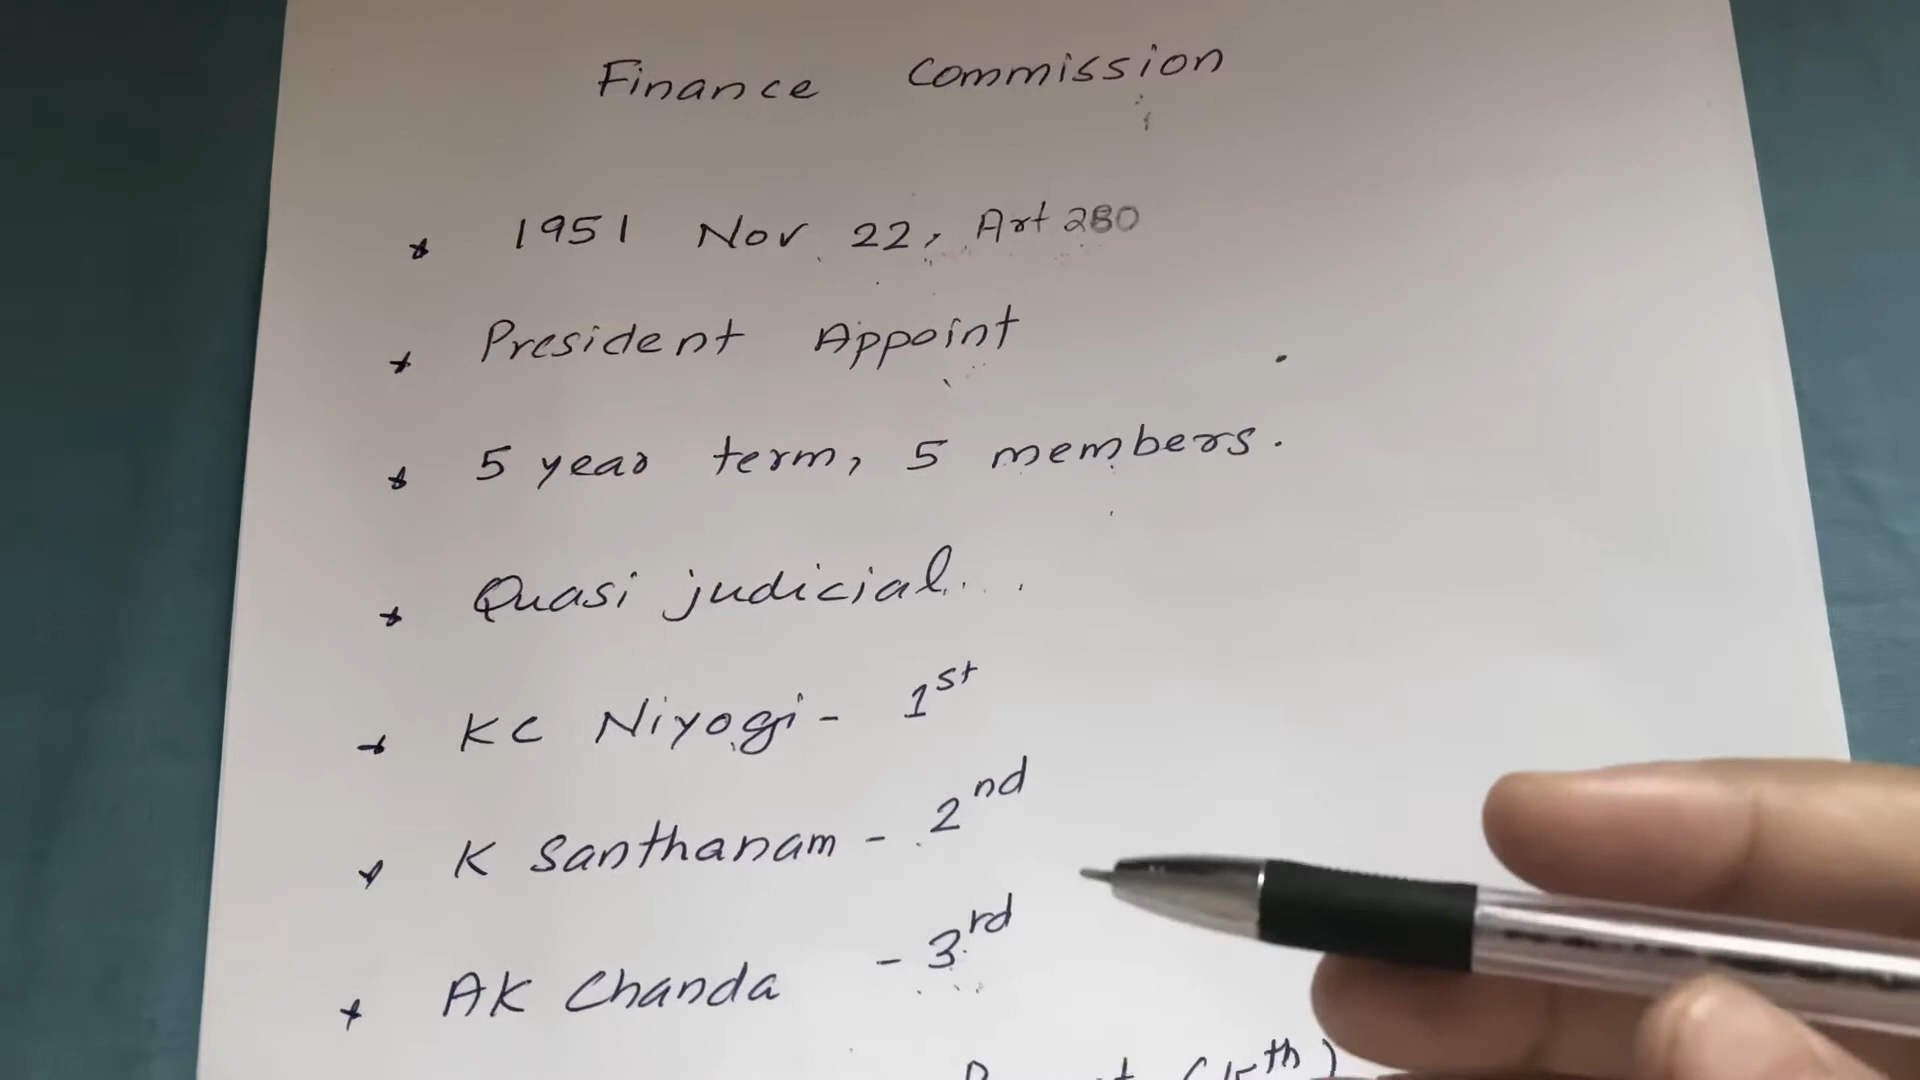 Finance Commission
* 1951 Nov 22, Art 280
* President Appoint
* 5 year term, 5 members.
* Quasi judicial.
* KC Niyogi - 1st
* K Santhanam - 2nd
* AK Chanda - 3rd
(15th)